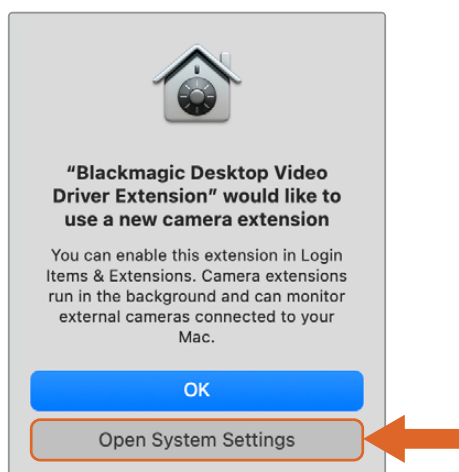 “Blackmagic Desktop Video
Driver Extension” would like to
use a new camera extension
You can enable this extension in Login
Items & Extensions. Camera extensions
run in the background and can monitor
external cameras connected to your
Mac.
OK
Open System Settings